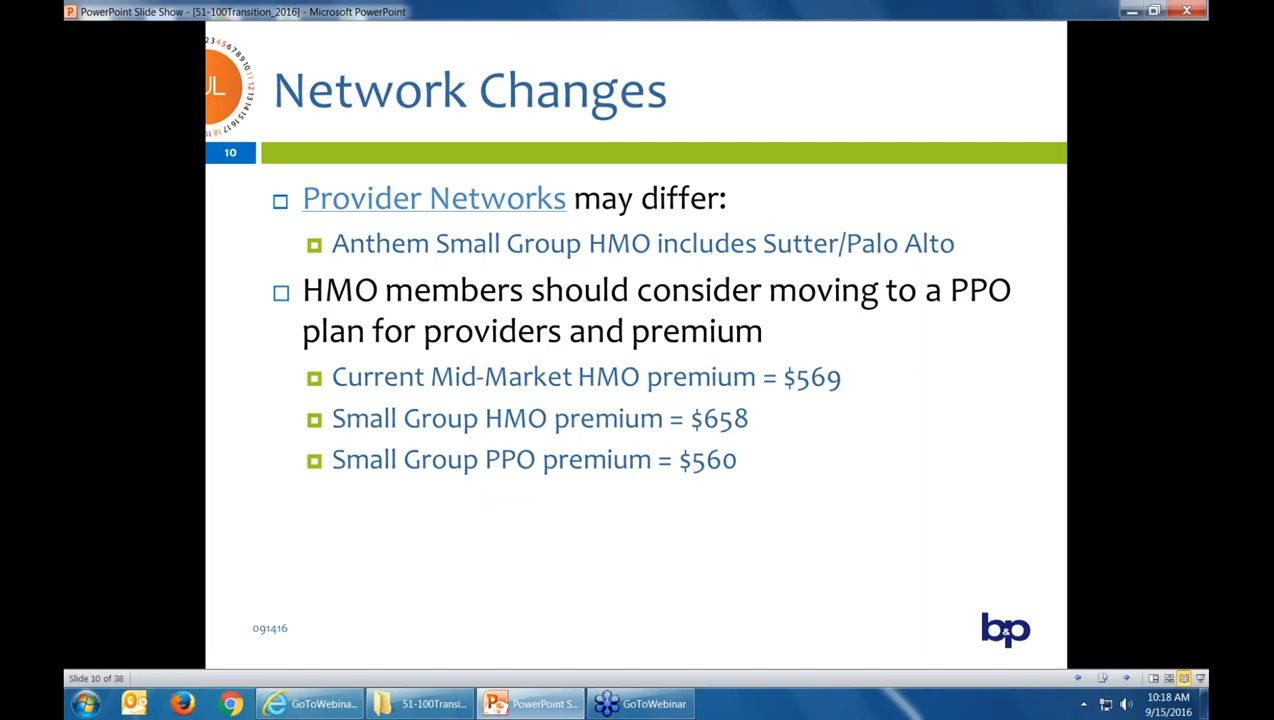 PowerPoint Slide Show - [51-100Transition_2016] - Microsoft PowerPoint
UL
Network Changes
10
Provider Networks may differ:
Anthem Small Group HMO includes Sutter/Palo Alto
HMO members should consider moving to a PPO
plan for providers and premium
Current Mid-Market HMO premium = $569
Small Group HMO premium = $658
Small Group PPO premium = $560
091416
b&p
Slide 10 of 38
GoToWebina...
51-100Transi...
PowerPoint S...
GoToWebinar
10:18 AM
9/15/2016